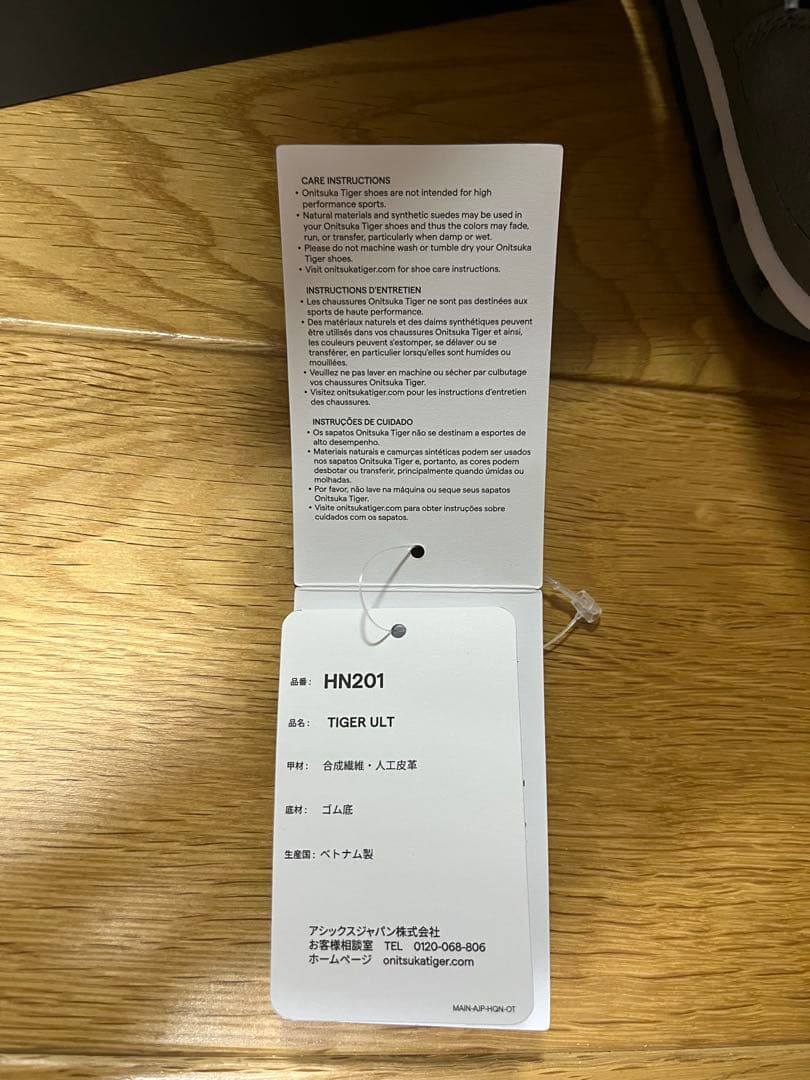 CARE INSTRUCTIONS
• Onitsuka Tiger shoes are not intended for high
performance sports.
• Natural materials and synthetic suedes may be used in
your Onitsuka Tiger shoes and thus the colors may fade,
run, or transfer, particularly when damp or wet.
• Please do not machine wash or tumble dry your Onitsuka
Tiger shoes.
• Visit onitsukatiger.com for shoe care instructions.
INSTRUCTIONS D'ENTRETIEN
• Les chaussures Onitsuka Tiger ne sont pas destinées aux
sports de haute performance.
• Des matériaux naturels et des daims synthétiques peuvent
être utilisés dans vos chaussures Onitsuka Tiger et ainsi,
les couleurs peuvent s'estomper, se délaver ou se
transférer, en particulier lorsqu'elles sont humides ou
mouillées.
• Veuillez ne pas laver en machine ou sécher par culbutage
vos chaussures Onitsuka Tiger.
• Visitez onitsukatiger.com pour les instructions d'entretien
des chaussures.
INSTRUÇÕES DE CUIDADO
• Os sapatos Onitsuka Tiger não se destinam a esportes de
alto desempenho.
• Materiais naturais e camurças sintéticas podem ser usados
nos sapatos Onitsuka Tiger e, portanto, as cores podem
desbotar ou transferir, principalmente quando úmidas ou
molhadas.
• Por favor, não lave na máquina ou seque seus sapatos
Onitsuka Tiger.
• Visite onitsukatiger.com para obter instruções sobre
cuidados com os sapatos.
品番： HN201
品名： TIGER ULT
甲材： 合成繊維・人工皮革
底材： ゴム底
生産国： ベトナム製
アシックスジャパン株式会社
お客様相談室 TEL 0120-068-806
ホームページ onitsukatiger.com
MAIN-AJP-HQN-OT